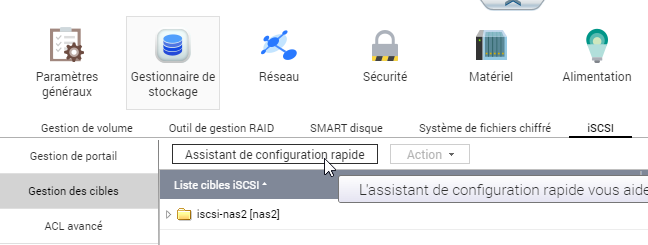 Paramètres généraux
Gestionnaire de stockage
Réseau
Sécurité
Matériel
Alimentation
Gestion de volume
Outil de gestion RAID
SMART disque
Système de fichiers chiffré
iSCSI
Gestion de portail
Gestion des cibles
ACL avancé
Assistant de configuration rapide
Action
Liste cibles iSCSI
L'assistant de configuration rapide vous aide
iscsi-nas2 [nas2]